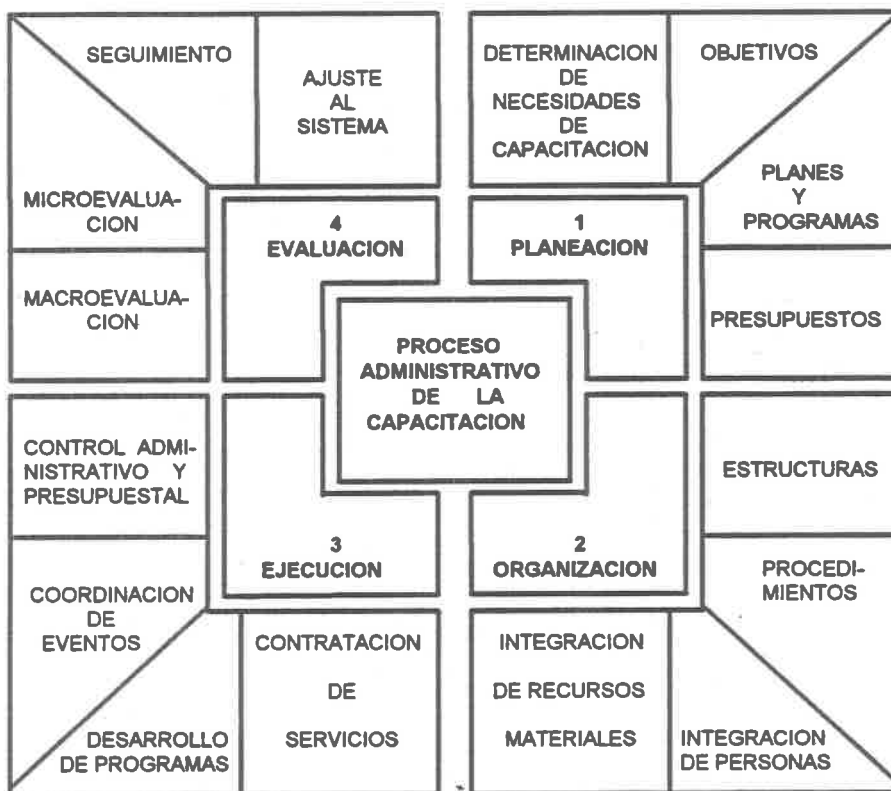 SEGUIMIENTO
AJUSTE
AL
SISTEMA
MICROEVALUA-
CION
MACROEVALUA-
CION
4
EVALUACION
DETERMINACION
DE
NECESIDADES
DE
CAPACITACION
OBJETIVOS
PLANES
Y
PROGRAMAS
PRESUPUESTOS
1
PLANEACION
PROCESO
ADMINISTRATIVO
DE LA
CAPACITACION
CONTROL ADMI-
NISTRATIVO Y
PRESUPUESTAL
COORDINACION
DE
EVENTOS
DESARROLLO
DE PROGRAMAS
CONTRATACION
DE
SERVICIOS
3
EJECUCION
2
ORGANIZACION
ESTRUCTURAS
PROCEDI-
MIENTOS
INTEGRACION
DE PERSONAS
INTEGRACION
DE RECURSOS
MATERIALES